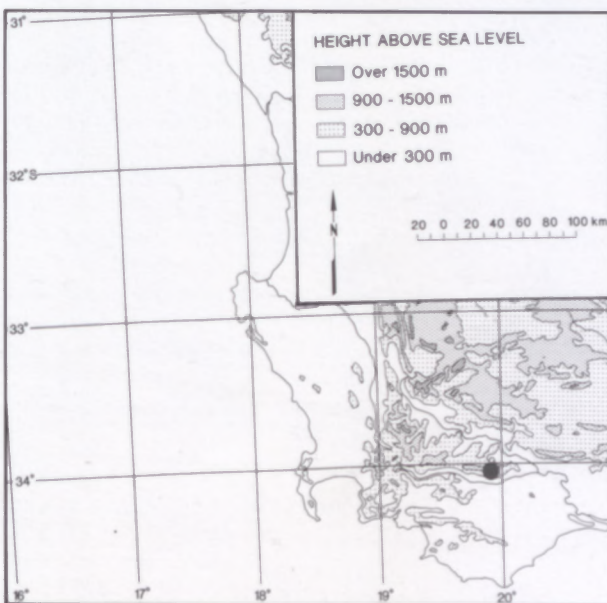 31°
HEIGHT ABOVE SEA LEVEL
Over 1500 m
900 - 1500 m
300 - 900 m
Under 300 m
32°S
N
20 0 20 40 60 80 100 km
33°
34°
16° 17° 18° 19° 20°